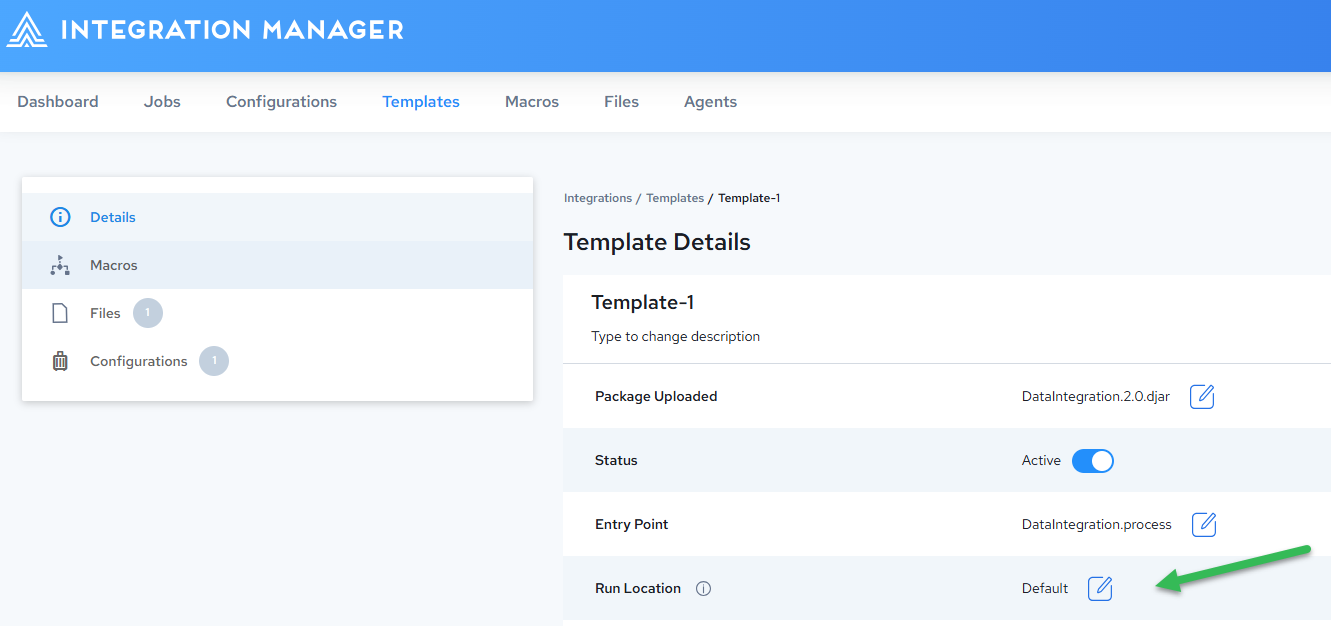 INTEGRATION MANAGER
Dashboard Jobs Configurations Templates Macros Files Agents
Details
Macros
Files 1
Configurations 1
Integrations / Templates / Template-1
Template Details
Template-1
Type to change description
Package Uploaded DataIntegration.2.0.djar
Status Active
Entry Point DataIntegration.process
Run Location Default